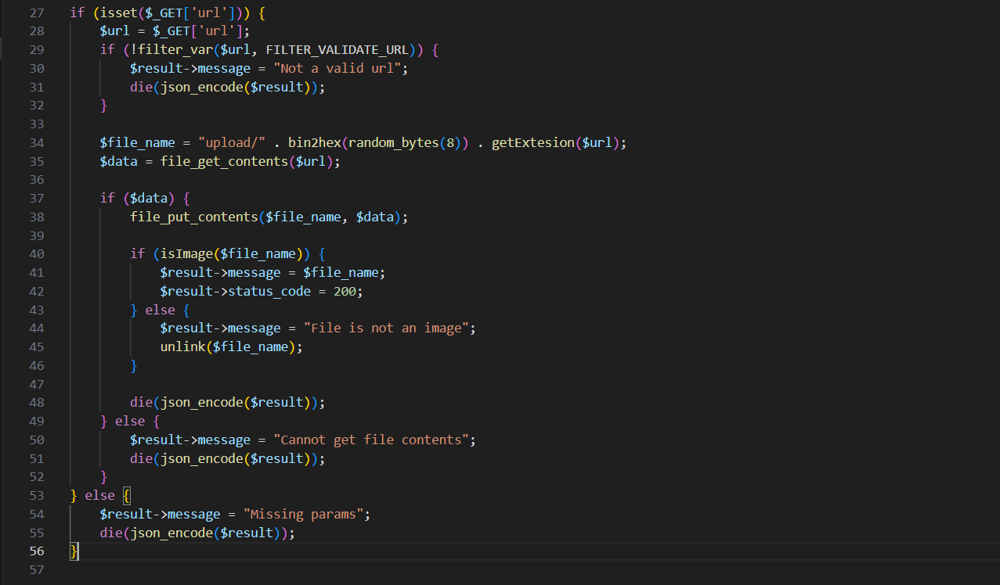 27 if (isset($_GET['url'])) {
28     $url = $_GET['url'];
29     if (!filter_var($url, FILTER_VALIDATE_URL)) {
30         $result->message = "Not a valid url";
31         die(json_encode($result));
32     }
33
34     $file_name = "upload/" . bin2hex(random_bytes(8)) . getExtesion($url);
35     $data = file_get_contents($url);
36
37     if ($data) {
38         file_put_contents($file_name, $data);
39
40         if (isImage($file_name)) {
41             $result->message = $file_name;
42             $result->status_code = 200;
43         } else {
44             $result->message = "File is not an image";
45             unlink($file_name);
46         }
47
48         die(json_encode($result));
49     } else {
50         $result->message = "Cannot get file contents";
51         die(json_encode($result));
52     }
53 } else {
54     $result->message = "Missing params";
55     die(json_encode($result));
56 }
57